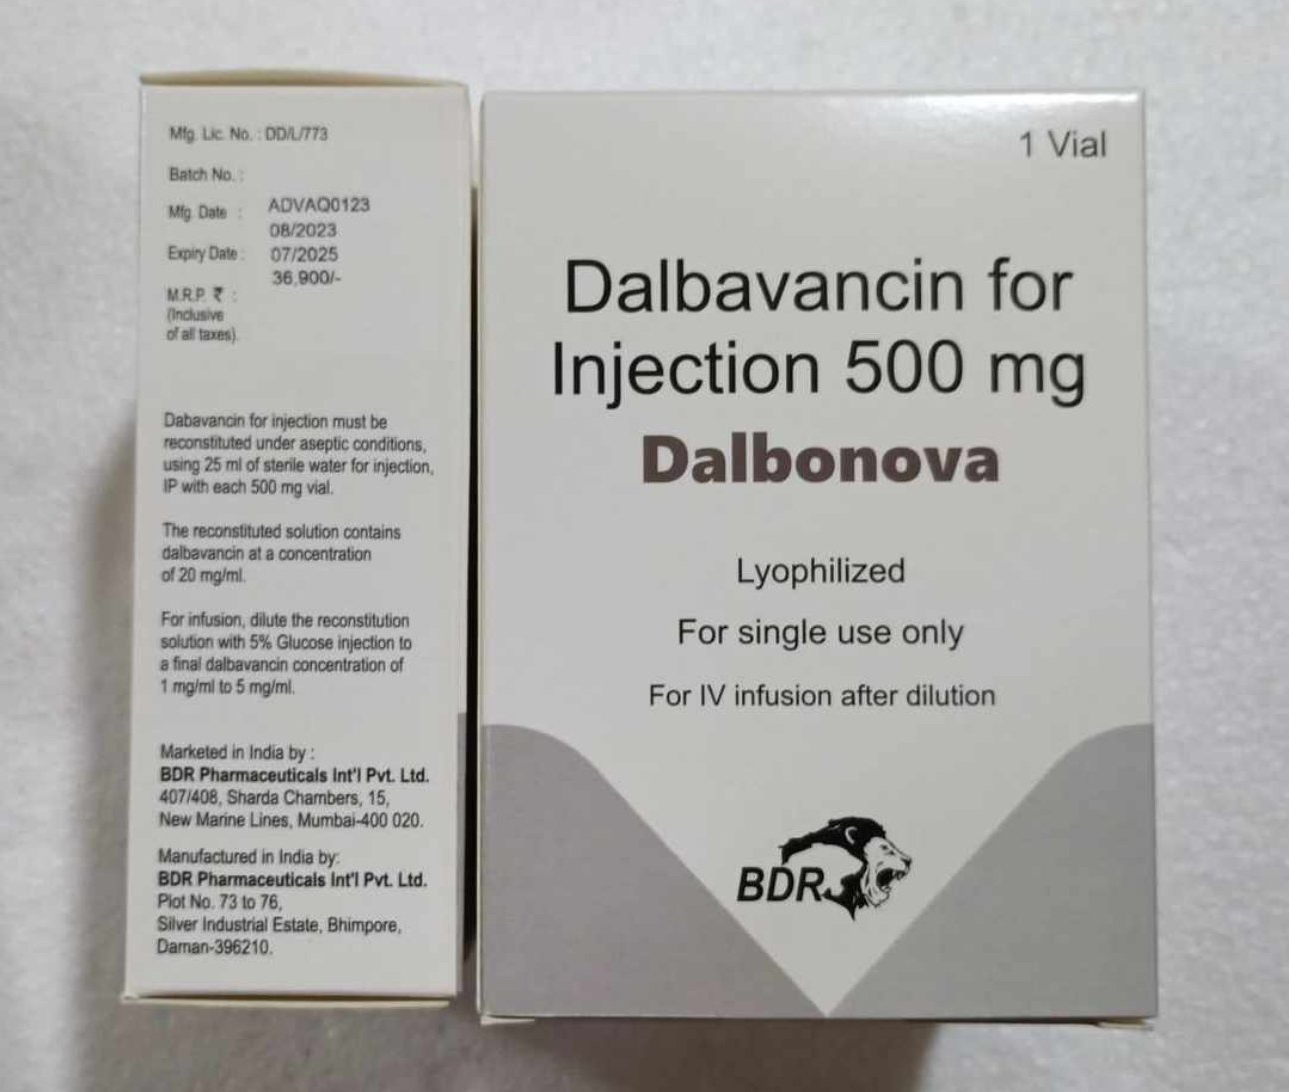 Mfg. Lic. No. : DD/L/773
Batch No. :
ADVAQ0123
Mfg. Date :
08/2023
Expiry Date :
07/2025
36,900/-
M.R.P. ₹ :
(Inclusive
of all taxes).
Dabavancin for injection must be
reconstituted under aseptic conditions,
using 25 ml of sterile water for injection,
IP with each 500 mg vial.
The reconstituted solution contains
dalbavancin at a concentration
of 20 mg/ml.
For infusion, dilute the reconstitution
solution with 5% Glucose injection to
a final dalbavancin concentration of
1 mg/ml to 5 mg/ml.
Marketed in India by :
BDR Pharmaceuticals Int'l Pvt. Ltd.
407/408, Sharda Chambers, 15,
New Marine Lines, Mumbai-400 020.
Manufactured in India by:
BDR Pharmaceuticals Int'l Pvt. Ltd.
Plot No. 73 to 76,
Silver Industrial Estate, Bhimpore,
Daman-396210.
1 Vial
Dalbavancin for
Injection 500 mg
Dalbonova
Lyophilized
For single use only
For IV infusion after dilution
BDR